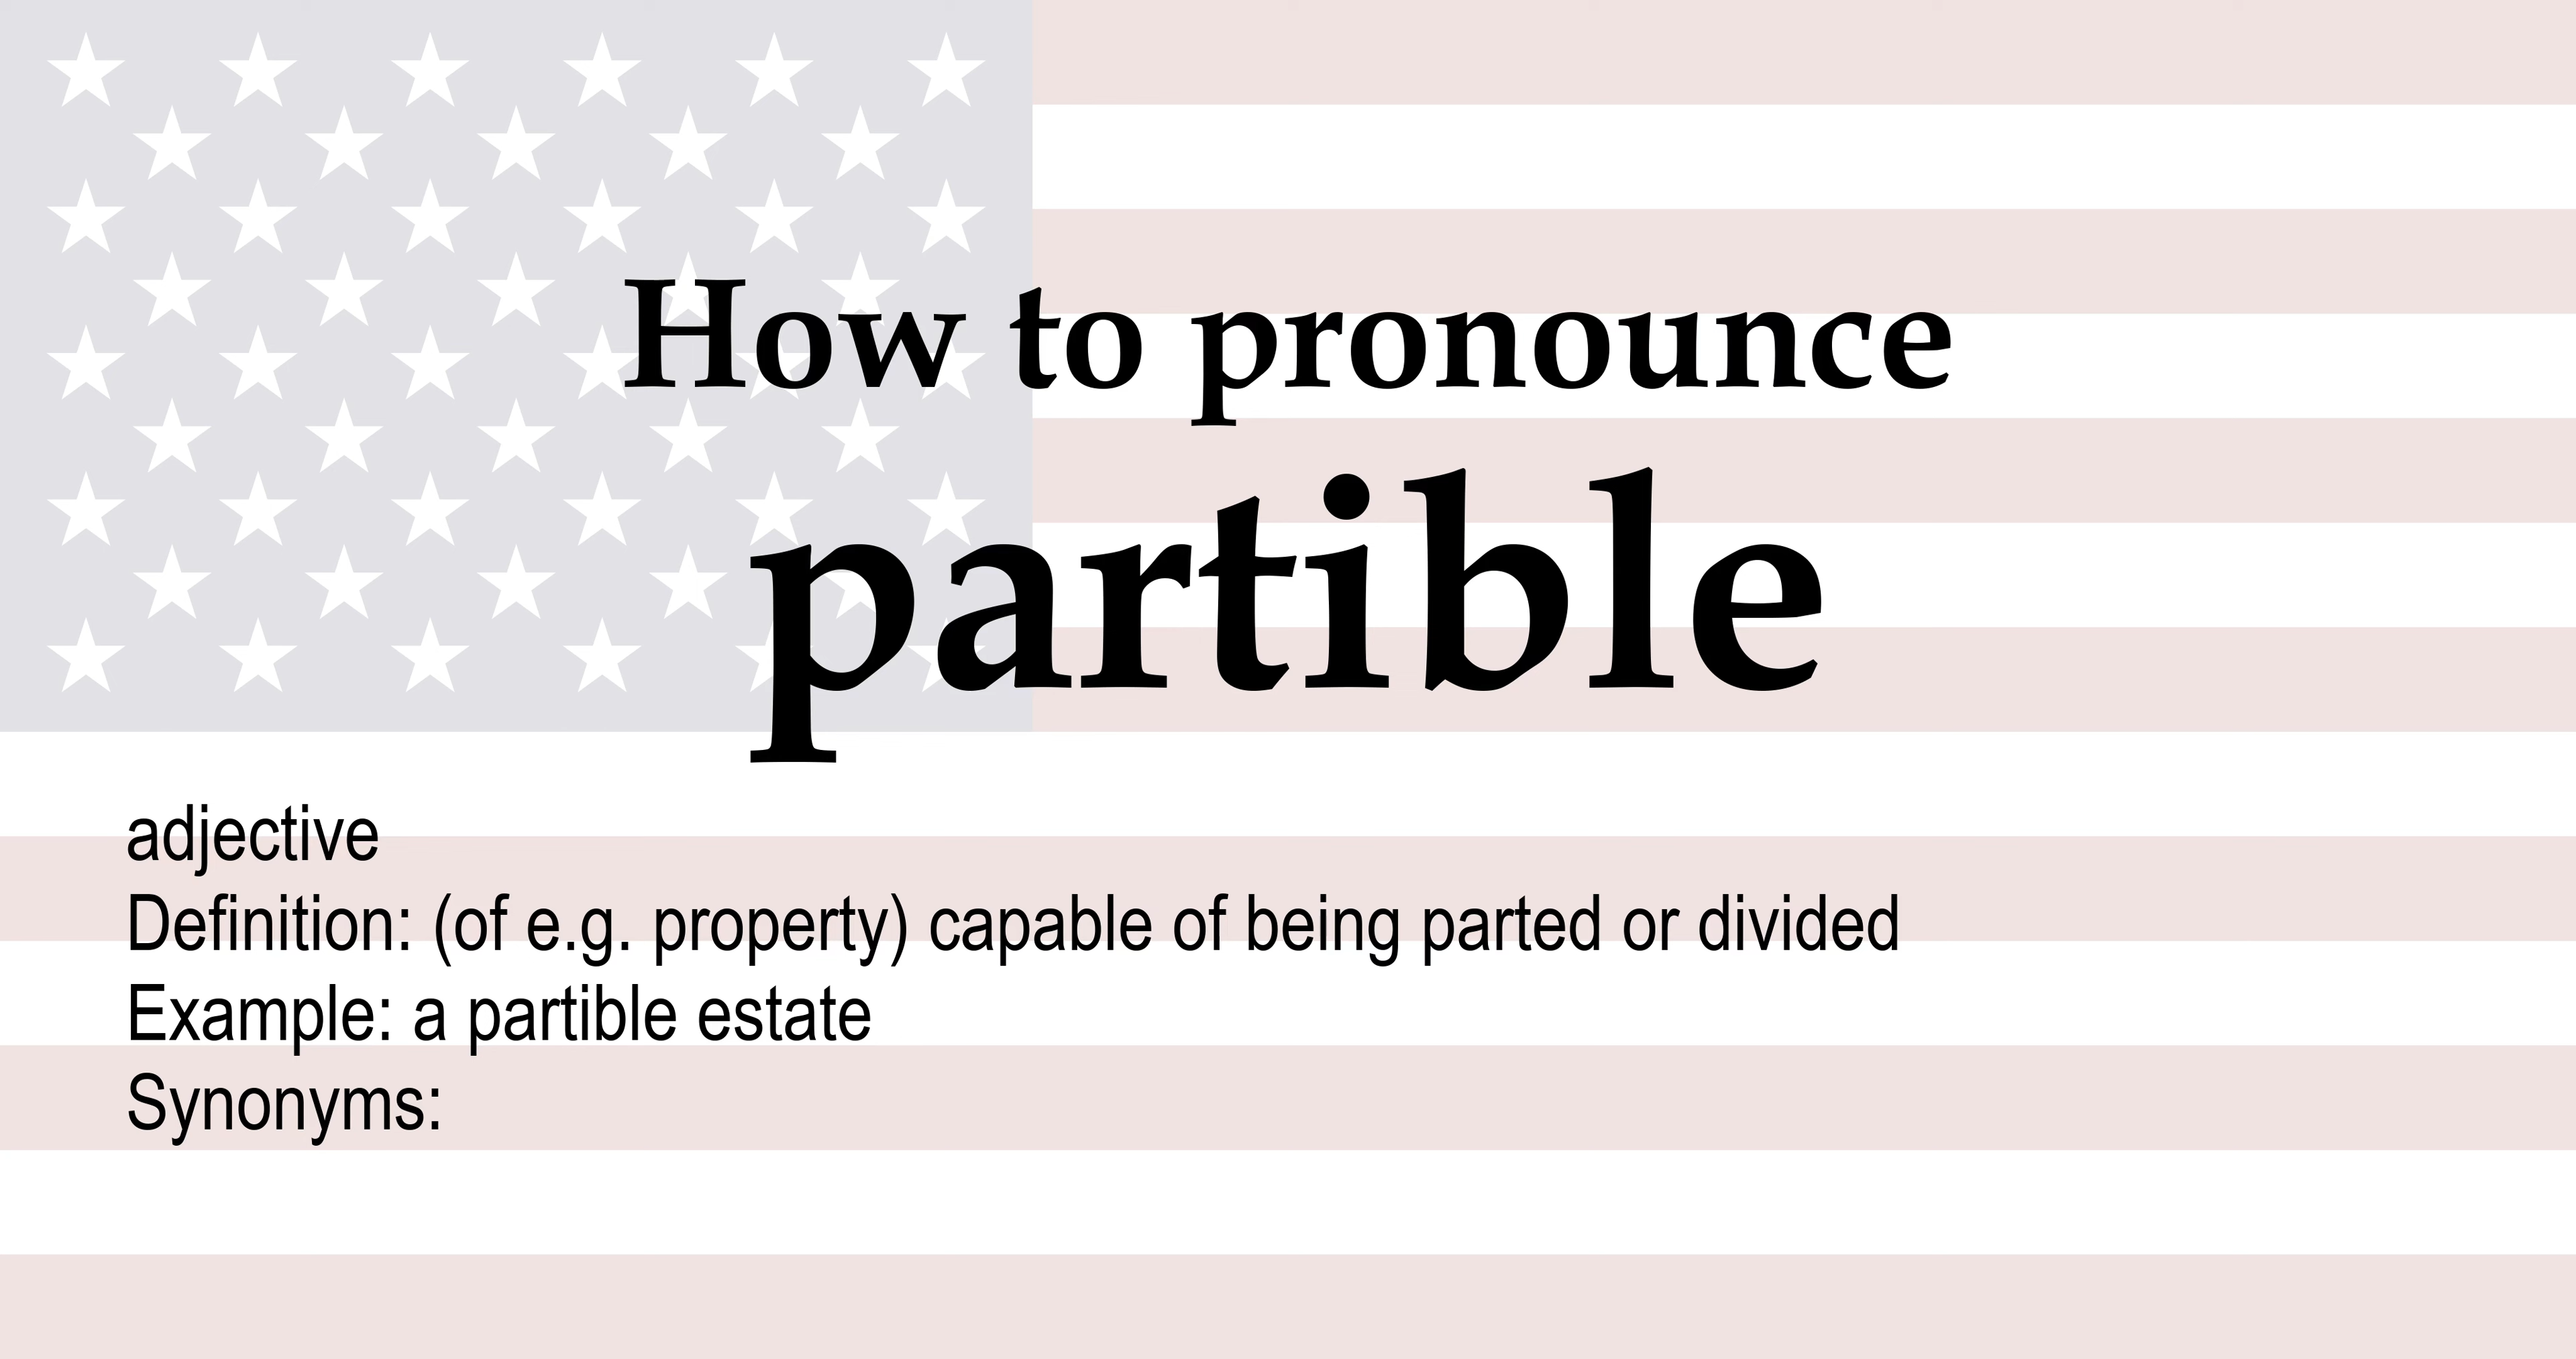 How to pronounce
partible
adjective
Definition: (of e.g. property) capable of being parted or divided
Example: a partible estate
Synonyms: